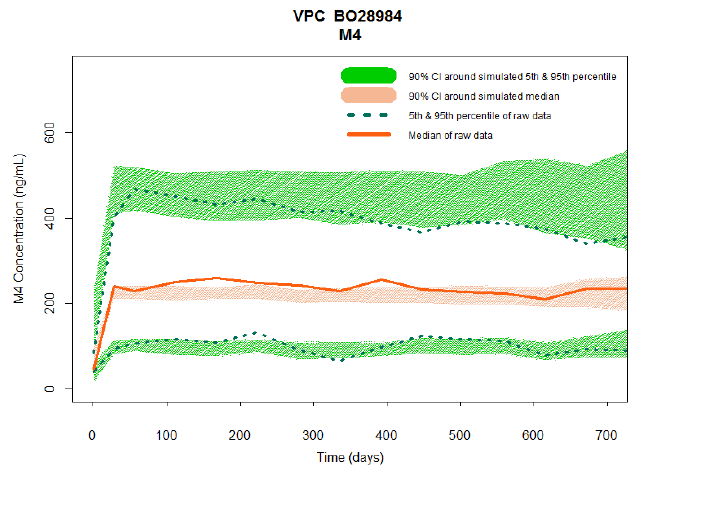 VPC BO28984
M4
90% CI around simulated 5th & 95th percentile
90% CI around simulated median
5th & 95th percentile of raw data
Median of raw data
M4 Concentration (ng/mL)
600
400
200
0
0 100 200 300 400 500 600 700
Time (days)